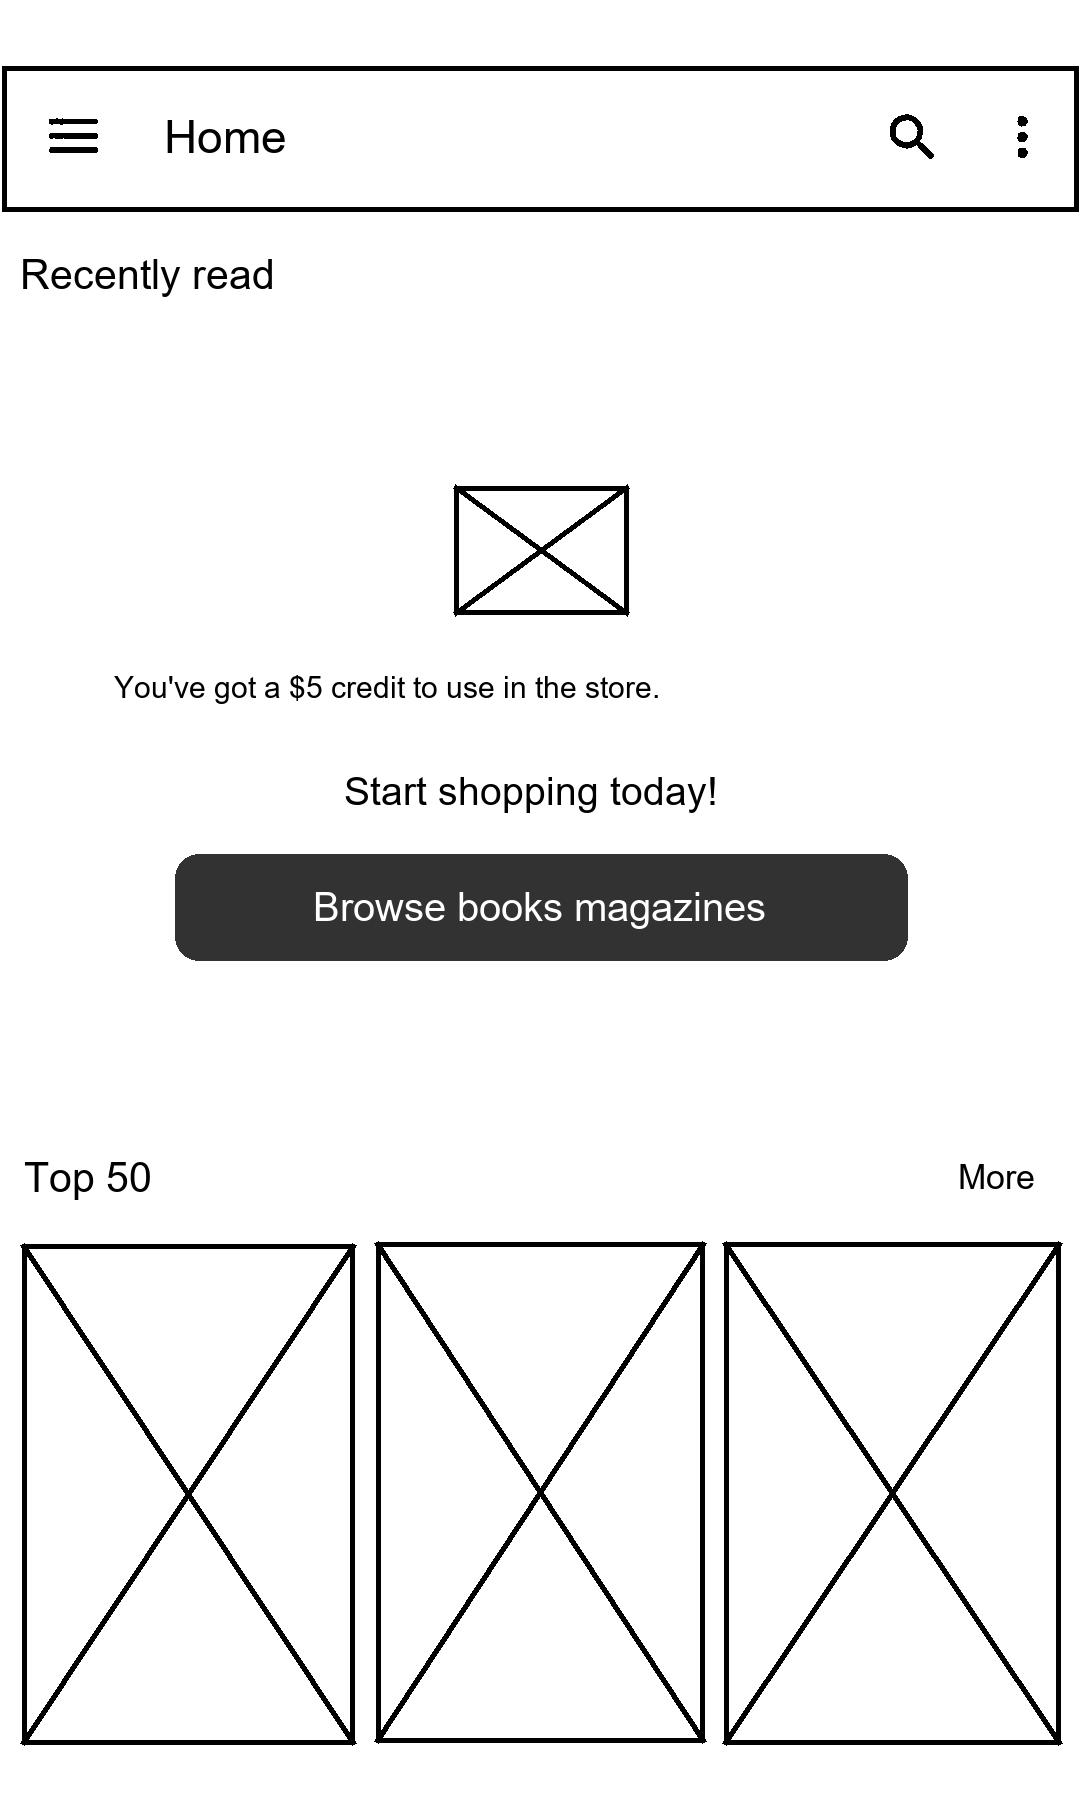 Home
Recently read
You've got a $5 credit to use in the store.
Start shopping today!
Browse books magazines
Top 50
More